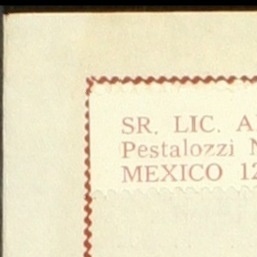 SR. LIC. A
Pestalozzi N
MEXICO 12